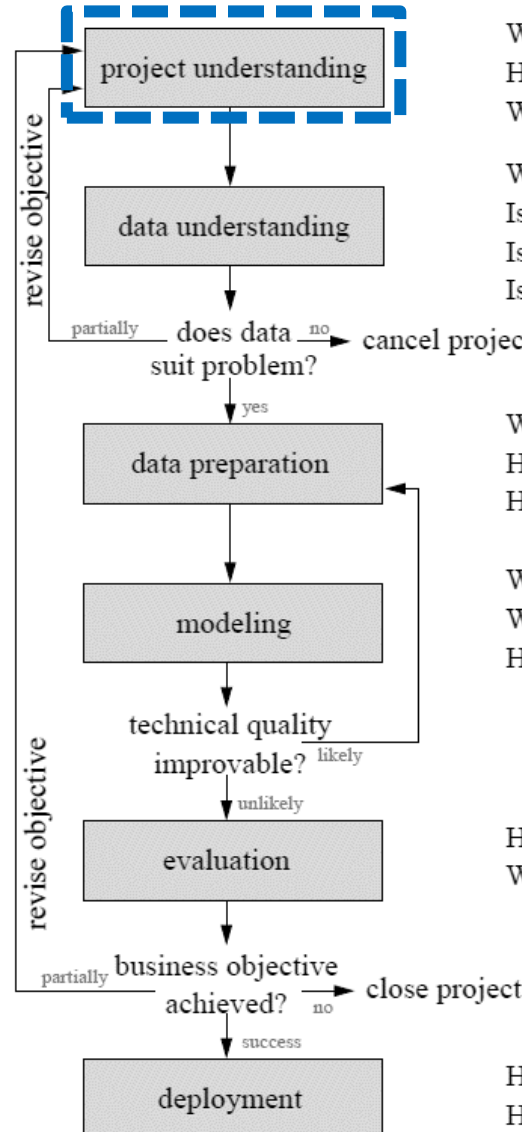 project understanding
W
H
W
revise objective
data understanding
W
Is
Is
Is
partially
does data
suit problem?
no
cancel projec
yes
data preparation
W
H
H
modeling
W
W
H
technical quality
improvable?
likely
unlikely
revise objective
evaluation
H
W
partially
business objective
achieved?
no
close project
success
deployment
H
H